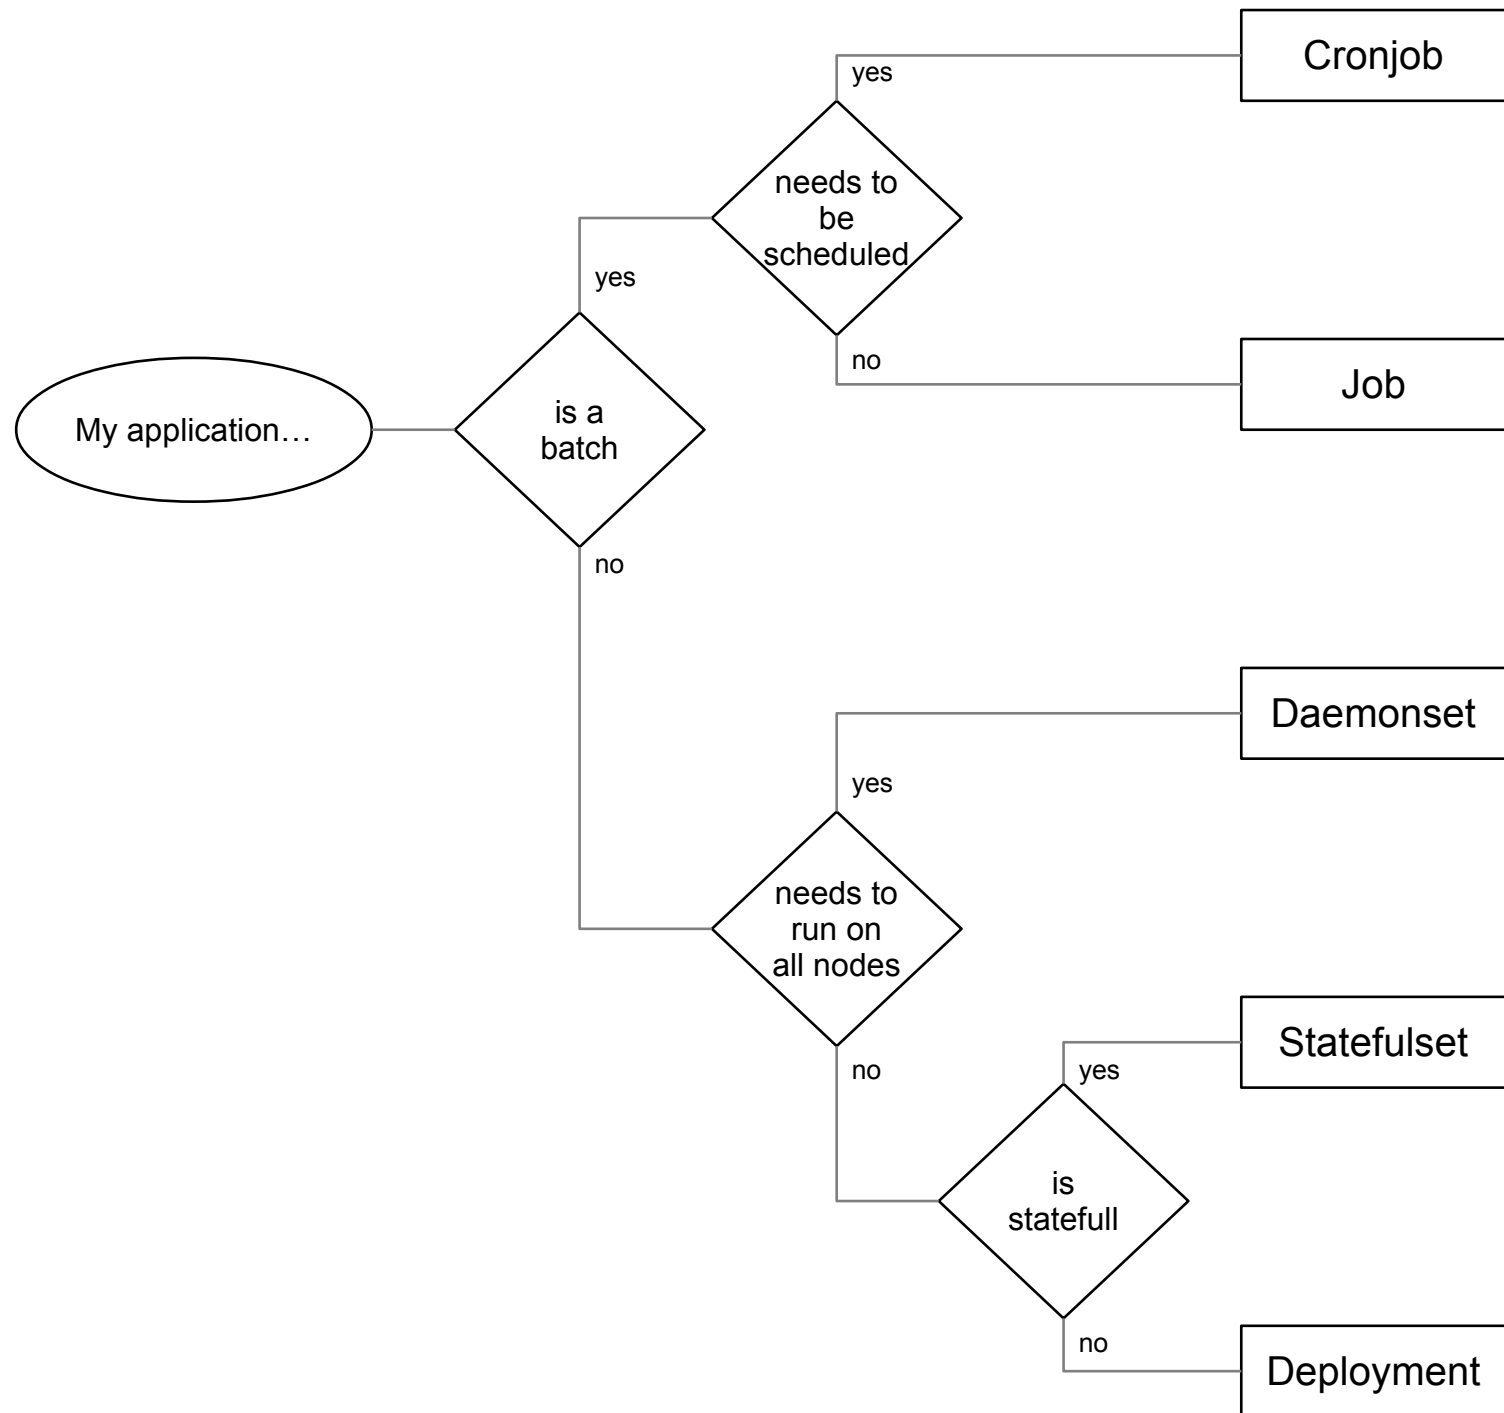 Cronjob
yes
needs to
be
scheduled
yes
no
Job
My application…
is a
batch
no
Daemonset
yes
needs to
run on
all nodes
Statefulset
no
yes
is
statefull
no
Deployment